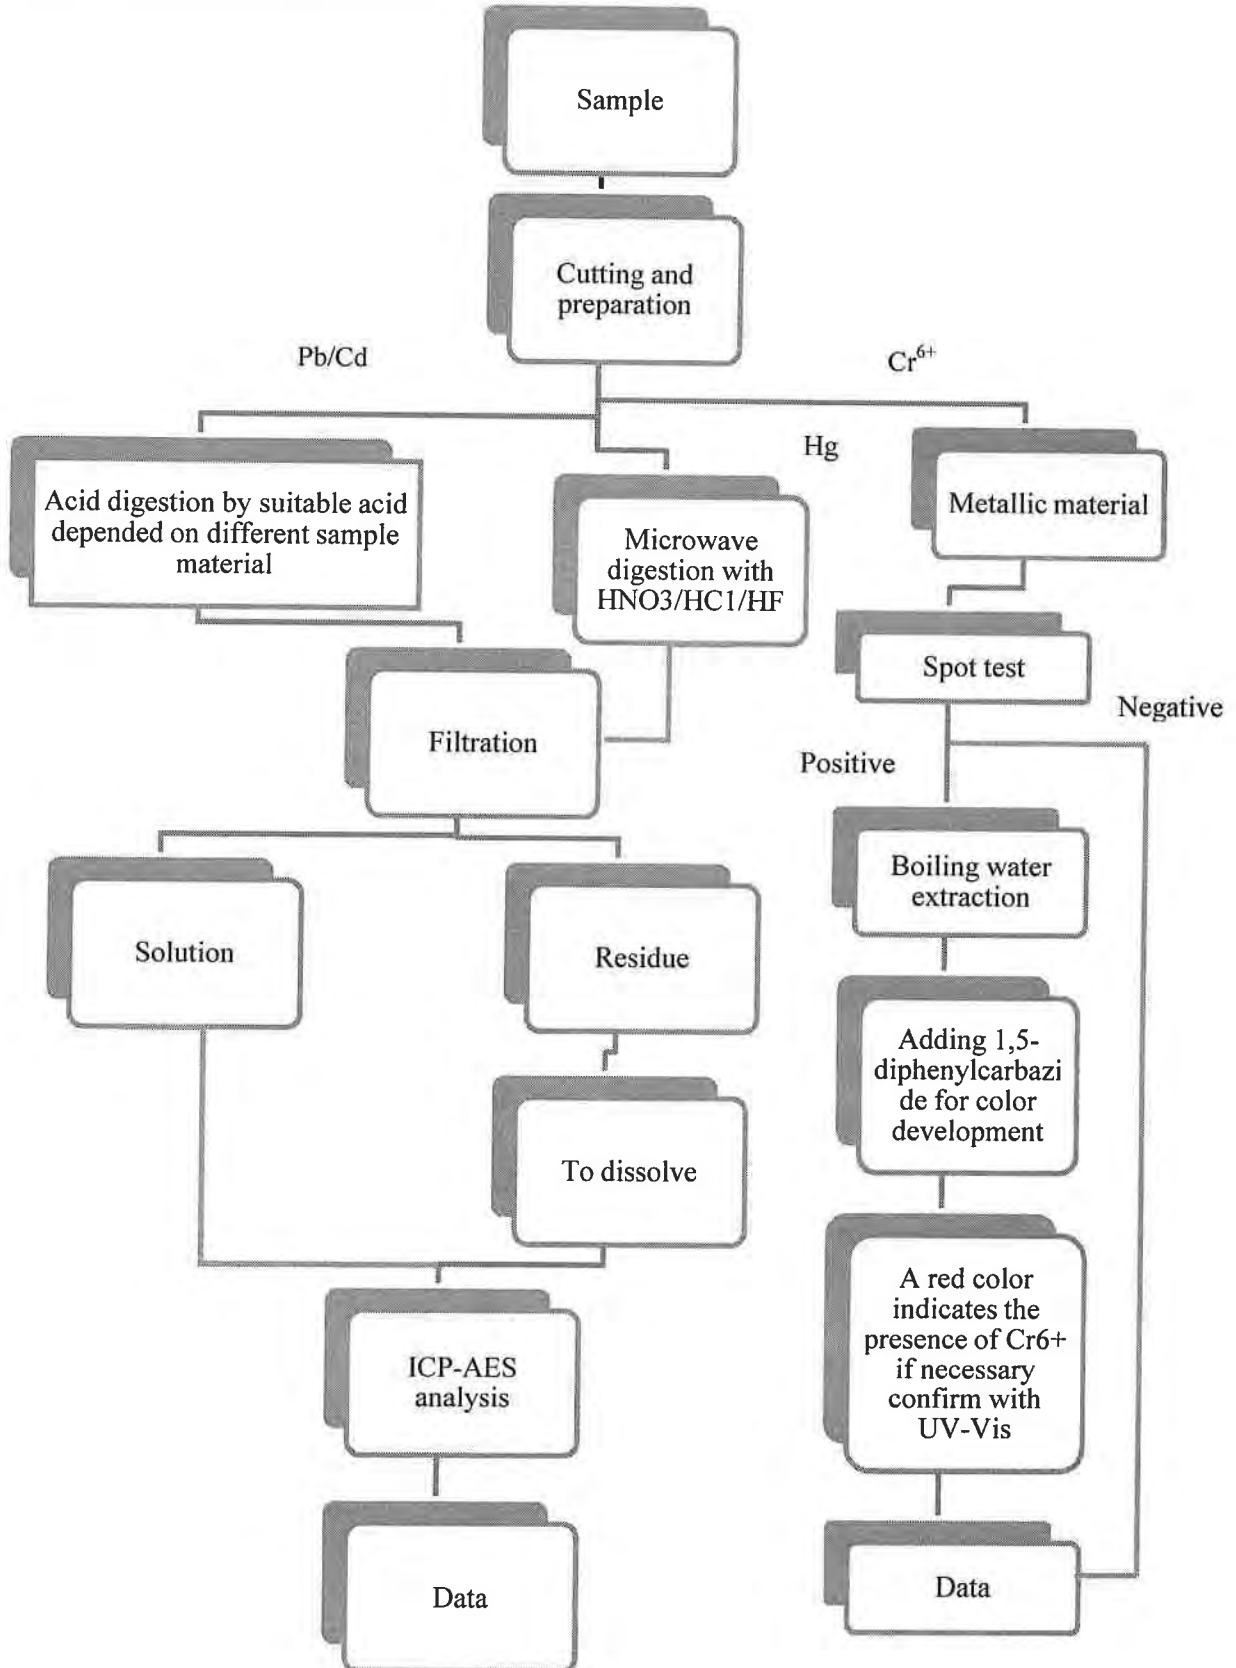 Sample
Cutting and
preparation
Pb/Cd
Cr⁶⁺
Hg
Acid digestion by suitable acid
depended on different sample
material
Microwave
digestion with
HNO3/HC1/HF
Metallic material
Spot test
Negative
Positive
Filtration
Boiling water
extraction
Solution
Residue
Adding 1,5-
diphenylcarbazi
de for color
development
To dissolve
A red color
indicates the
presence of Cr6+
if necessary
confirm with
UV-Vis
ICP-AES
analysis
Data
Data